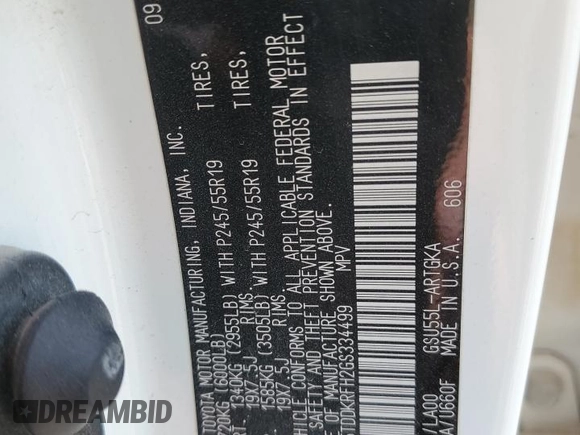 09
TOYOTA MOTOR MANUFACTURING, INDIANA, INC.
2720KG (6000LB)
1340KG (2955LB) WITH P245/55R19 TIRES,
19X7.5J RIMS,
1585KG (3505LB) WITH P245/55R19 TIRES,
19X7.5J RIMS.
VEHICLE CONFORMS TO ALL APPLICABLE FEDERAL MOTOR
SAFETY AND THEFT PREVENTION STANDARDS IN EFFECT
OF MANUFACTURE SHOWN ABOVE.
5TDDKRFH2GS334499 MPV
/LA00 GSU55L-ARTGKA
A/U660F MADE IN U.S.A. 606
EPICBID